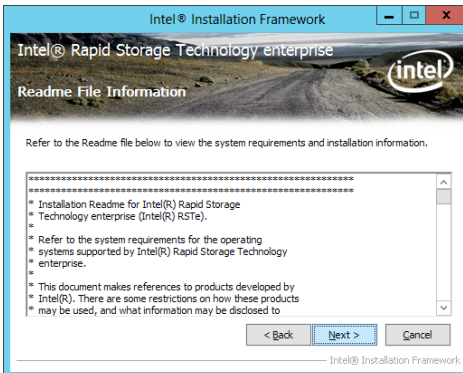 Intel® Installation Framework
Intel® Rapid Storage Technology enterprise
intel
Readme File Information
Refer to the Readme file below to view the system requirements and installation information.
************************************************************
************************************************************
* Installation Readme for Intel(R) Rapid Storage
* Technology enterprise (Intel(R) RSTe).
*
* Refer to the system requirements for the operating
* systems supported by Intel(R) Rapid Storage Technology
* enterprise.
*
* This document makes references to products developed by
* Intel(R). There are some restrictions on how these products
* may be used, and what information may be disclosed to
< Back Next > Cancel
Intel® Installation Framework